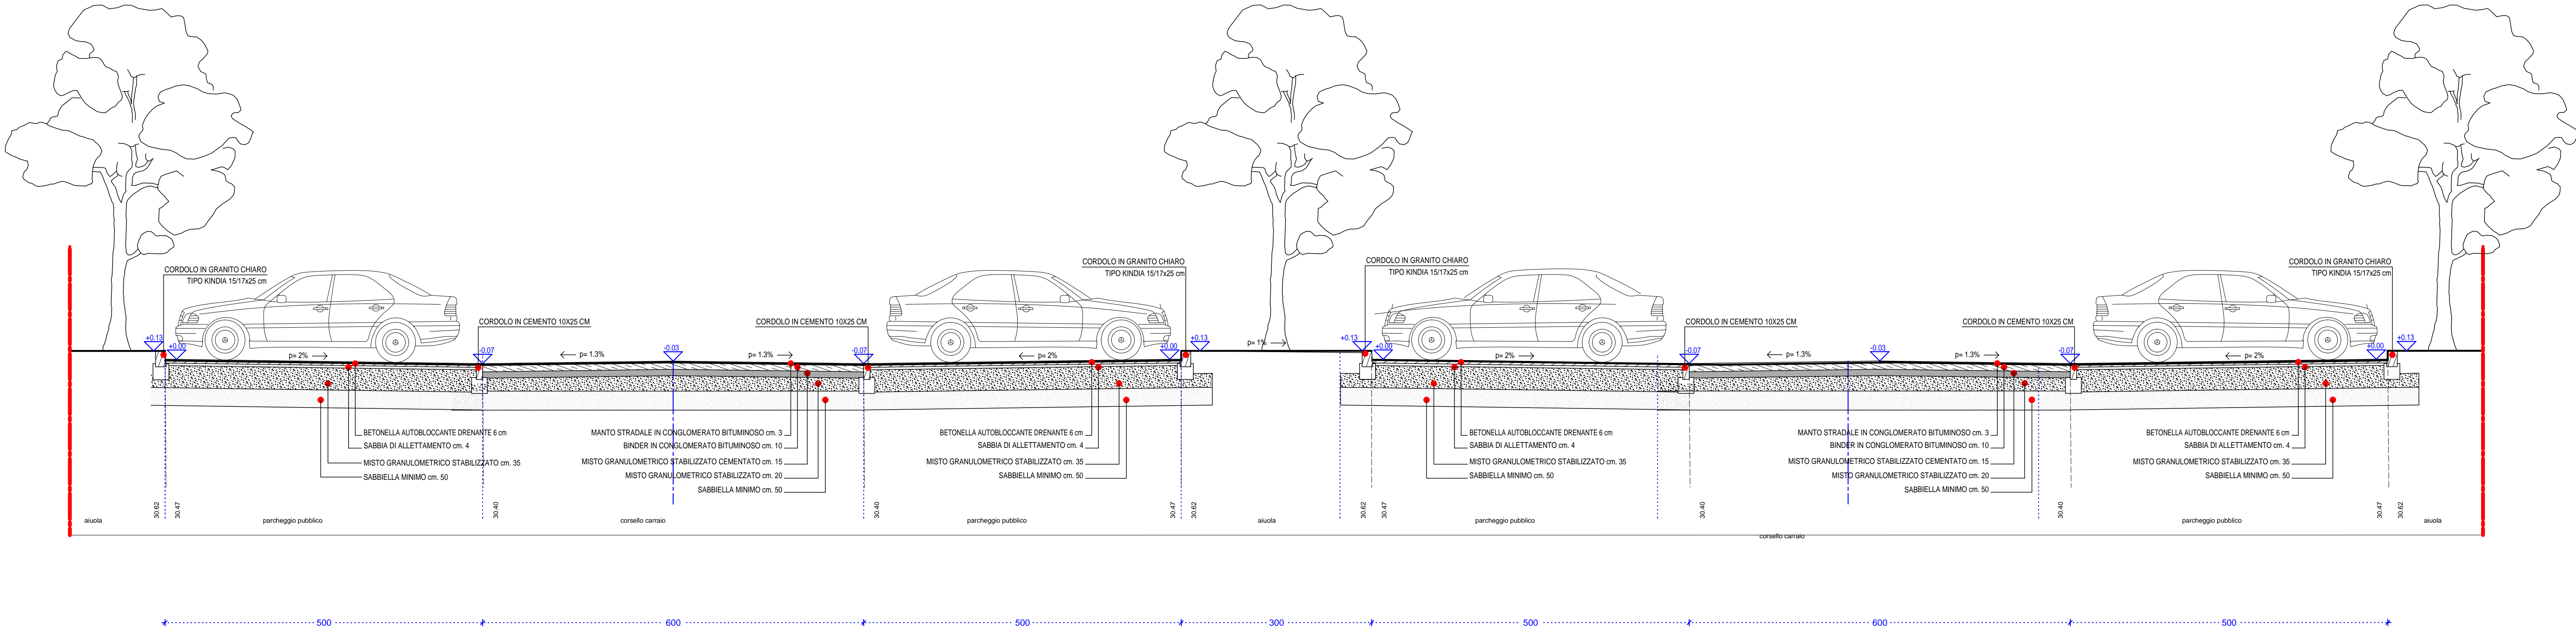 CORDOLO IN GRANITO CHIARO
TIPO KINDIA 15/17x25 cm
CORDOLO IN GRANITO CHIARO
TIPO KINDIA 15/17x25 cm
CORDOLO IN GRANITO CHIARO
TIPO KINDIA 15/17x25 cm
CORDOLO IN GRANITO CHIARO
TIPO KINDIA 15/17x25 cm
CORDOLO IN CEMENTO 10X25 CM
CORDOLO IN CEMENTO 10X25 CM
CORDOLO IN CEMENTO 10X25 CM
CORDOLO IN CEMENTO 10X25 CM
+0.13
+0.00
p= 2%
-0.07
p= 1.3%
-0.03
p= 1.3%
-0.07
p= 2%
+0.00
+0.13
p= 1%
+0.13
+0.00
p= 2%
-0.07
p= 1.3%
-0.03
p= 1.3%
-0.07
p= 2%
+0.00
+0.13
BETONELLA AUTOBLOCCANTE DRENANTE 6 cm
SABBIA DI ALLETTAMENTO cm. 4
MISTO GRANULOMETRICO STABILIZZATO cm. 35
SABBIELLA MINIMO cm. 50
MANTO STRADALE IN CONGLOMERATO BITUMINOSO cm. 3
BINDER IN CONGLOMERATO BITUMINOSO cm. 10
MISTO GRANULOMETRICO STABILIZZATO CEMENTATO cm. 15
MISTO GRANULOMETRICO STABILIZZATO cm. 20
SABBIELLA MINIMO cm. 50
BETONELLA AUTOBLOCCANTE DRENANTE 6 cm
SABBIA DI ALLETTAMENTO cm. 4
MISTO GRANULOMETRICO STABILIZZATO cm. 35
SABBIELLA MINIMO cm. 50
BETONELLA AUTOBLOCCANTE DRENANTE 6 cm
SABBIA DI ALLETTAMENTO cm. 4
MISTO GRANULOMETRICO STABILIZZATO cm. 35
SABBIELLA MINIMO cm. 50
MANTO STRADALE IN CONGLOMERATO BITUMINOSO cm. 3
BINDER IN CONGLOMERATO BITUMINOSO cm. 10
MISTO GRANULOMETRICO STABILIZZATO CEMENTATO cm. 15
MISTO GRANULOMETRICO STABILIZZATO cm. 20
SABBIELLA MINIMO cm. 50
BETONELLA AUTOBLOCCANTE DRENANTE 6 cm
SABBIA DI ALLETTAMENTO cm. 4
MISTO GRANULOMETRICO STABILIZZATO cm. 35
SABBIELLA MINIMO cm. 50
30.62
30.47
30.40
30.40
30.47
30.62
30.62
30.47
30.40
30.40
30.47
30.62
aiuola
parcheggio pubblico
corsello carraio
parcheggio pubblico
aiuola
parcheggio pubblico
corsello carraio
parcheggio pubblico
aiuola
500
600
500
300
500
600
500